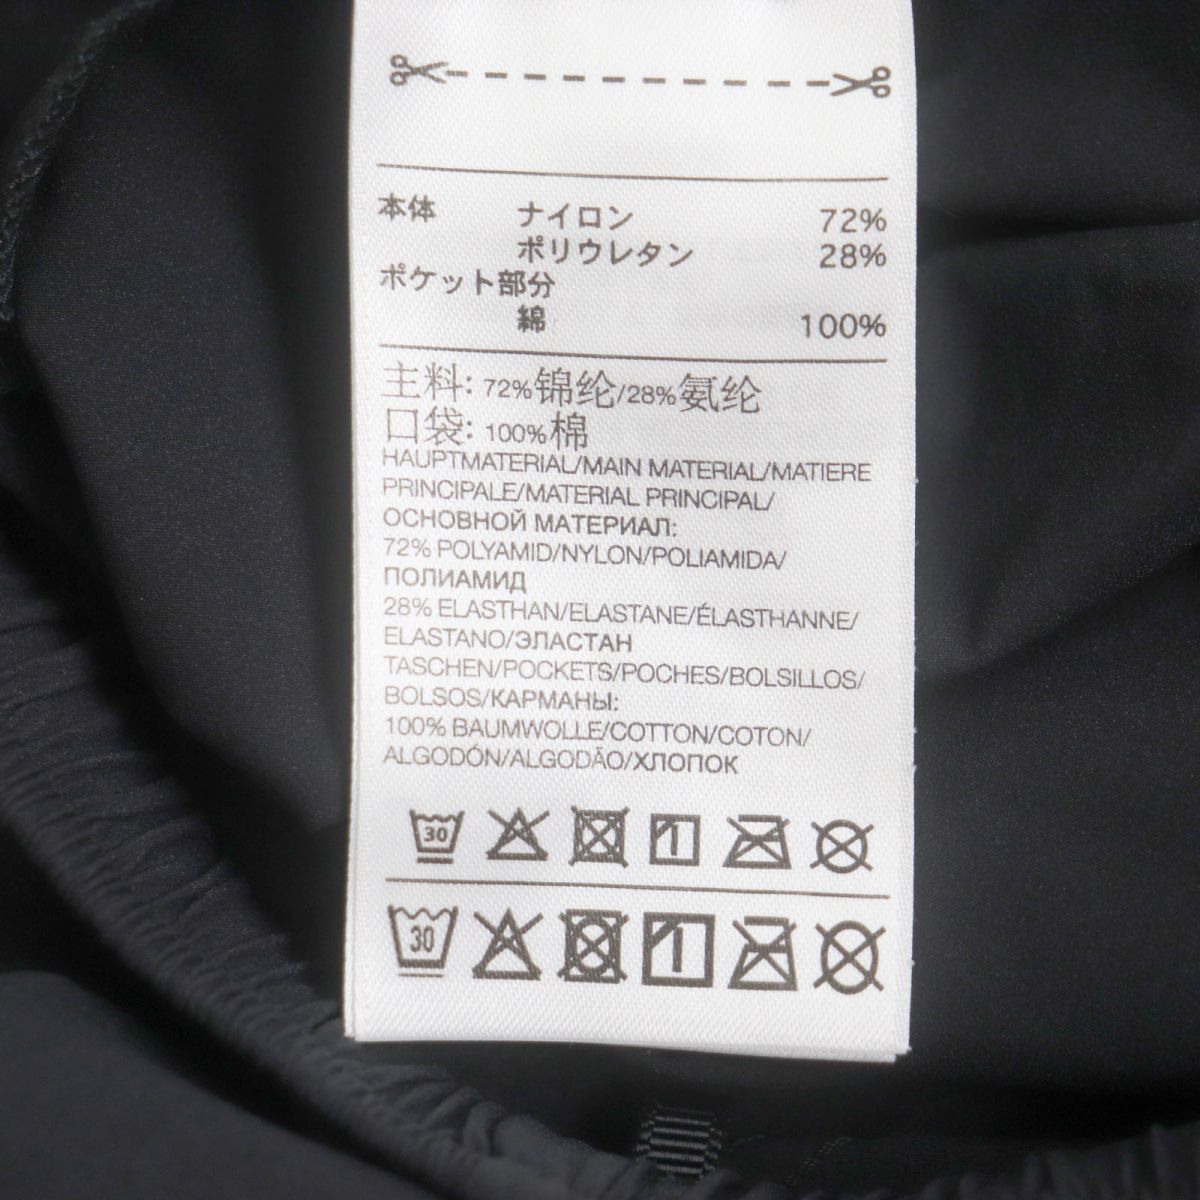 本体 ナイロン 72%
ポリウレタン 28%
ポケット部分
綿 100%
主料: 72%锦纶/28%氨纶
口袋: 100%棉
HAUPTMATERIAL/MAIN MATERIAL/MATIERE
PRINCIPALE/MATERIAL PRINCIPAL/
ОСНОВНОЙ МАТЕРИАЛ:
72% POLYAMID/NYLON/POLIAMIDA/
ПОЛИАМИД
28% ELASTHAN/ELASTANE/ÉLASTHANNE/
ELASTANO/ЭЛАСТАН
TASCHEN/POCKETS/POCHES/BOLSILLOS/
BOLSOS/КАРМАНЫ:
100% BAUMWOLLE/COTTON/COTON/
ALGODÓN/ALGODÃO/ХЛОПОК
30
30